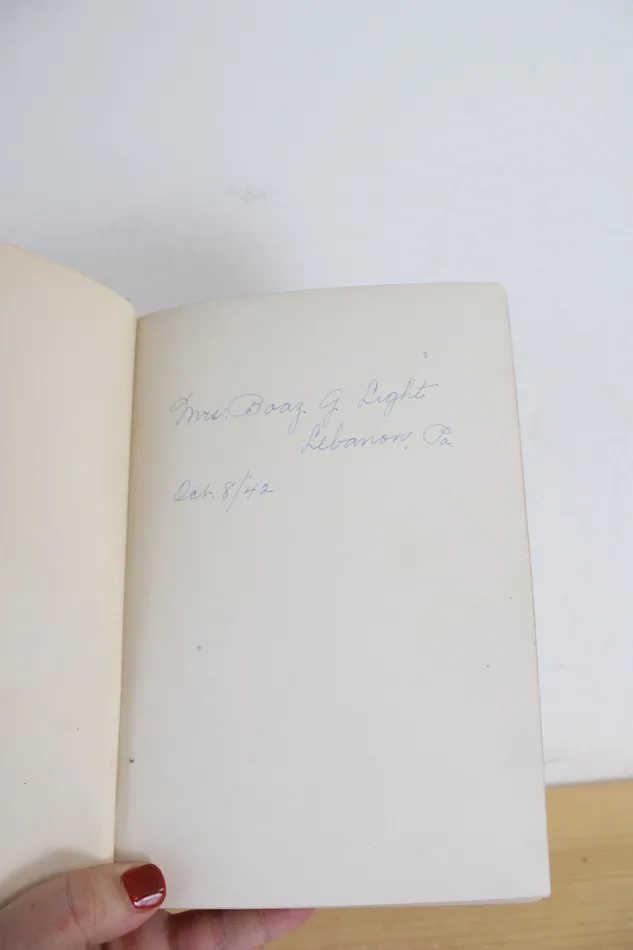 Mrs. Boaz G. Light
Lebanon, Pa.
Oct. 8/42